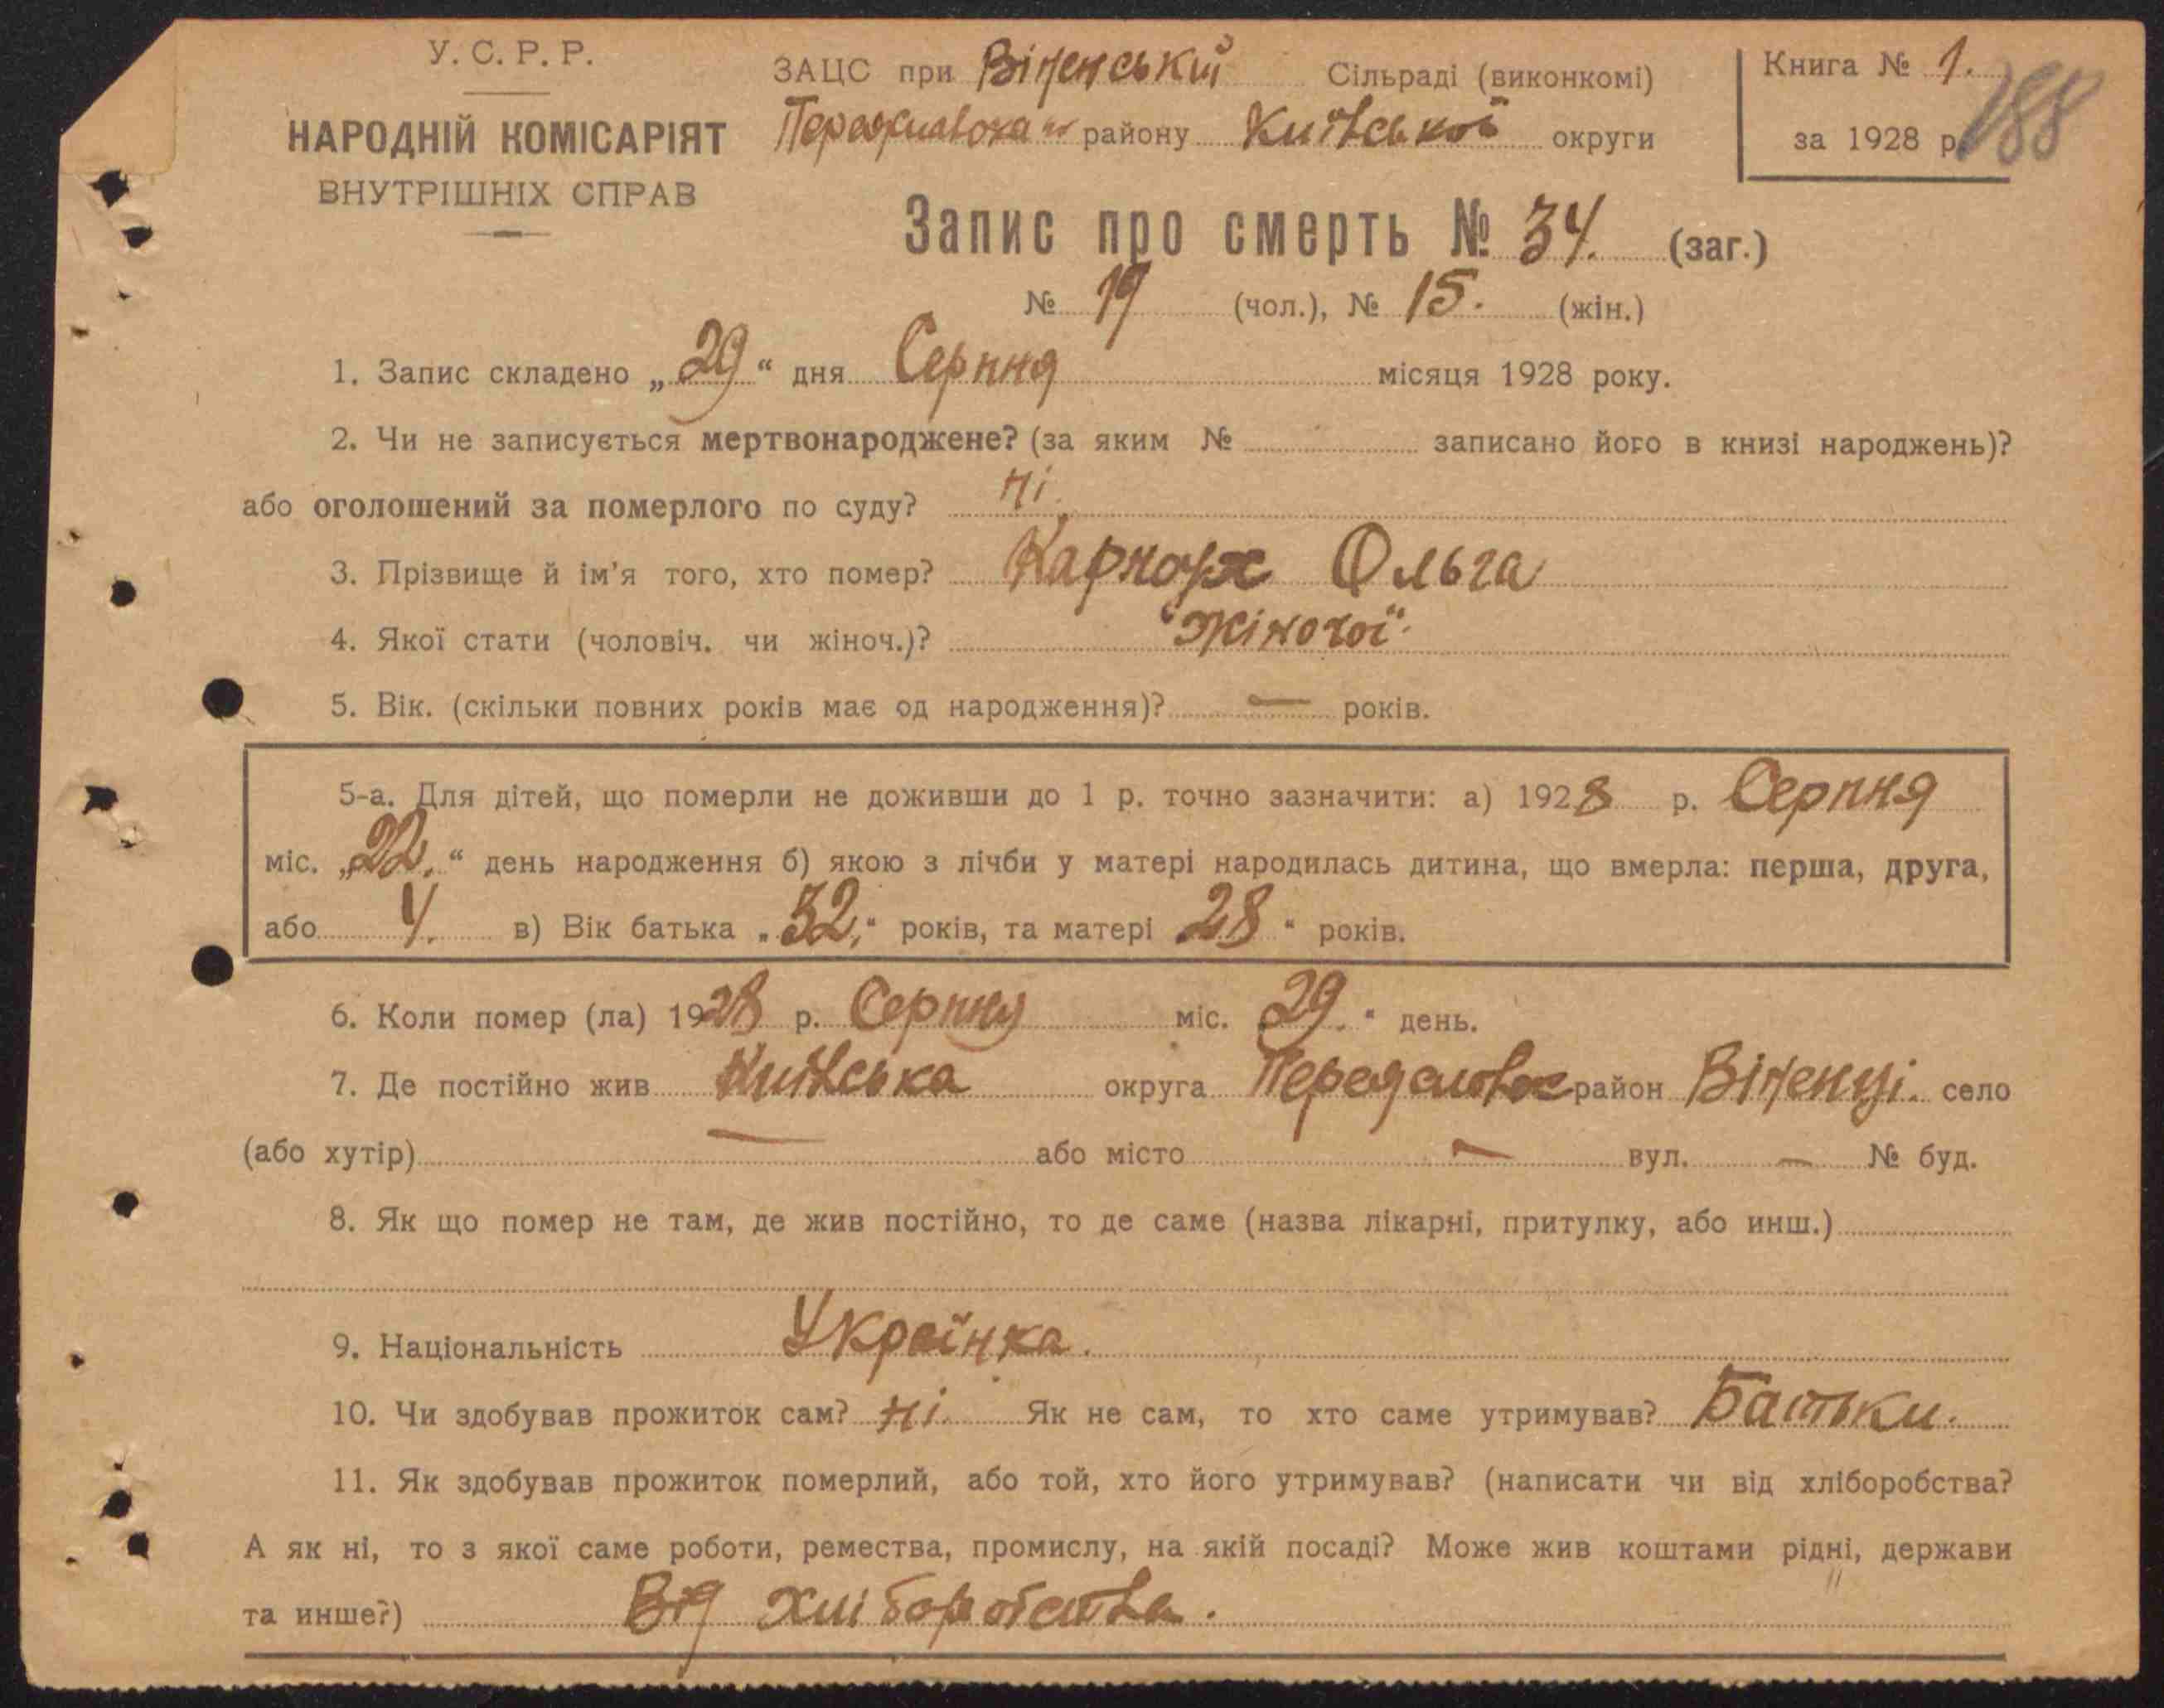 У.С.Р.Р.
НАРОДНІЙ КОМІСАРІЯТ
ВНУТРІШНІХ СПРАВ
ЗАЦС при Віненський Сільраді (виконкомі)
району Київської округи
Книга № 1.
за 1928 р. 188
Запис про смерть № 34. (заг.)
№ 19 (чол.), № 15. (жін.)
1. Запис складено „29“ дня Серпня місяця 1928 року.
2. Чи не записується мертвонароджене? (за яким № записано його в книзі народжень)?
або оголошений за померлого по суду? Ні.
3. Прізвище й ім’я того, хто помер? Ольга
4. Якої стати (чоловіч. чи жіноч.)? "Жіночої".
5. Вік. (скільки повних років має од народження)? — років.
5-а. Для дітей, що померли не доживши до 1 р. точно зазначити: а) 1928 р. Серпня
міс. „22.“ день народження б) якою з лічби у матері народилась дитина, що вмерла: перша, друга,
або 4. в) Вік батька „32.“ років, та матері 28“ років.
6. Коли помер (ла) 1928 р. Серпня міс. 29.“ день.
7. Де постійно жив Київська округа район Віненці. село
(або хутір) — або місто — вул. — № буд.
8. Як що помер не там, де жив постійно, то де саме (назва лікарні, притулку, або инш.)
9. Національність Українка.
10. Чи здобував прожиток сам? Ні. Як не сам, то хто саме утримував? Батьки.
11. Як здобував прожиток померлий, або той, хто його утримував? (написати чи від хліборобства?
А як ні, то з якої саме роботи, ремества, промислу, на якій посаді? Може жив коштами рідні, держави
та инше?) Від хліборобства.